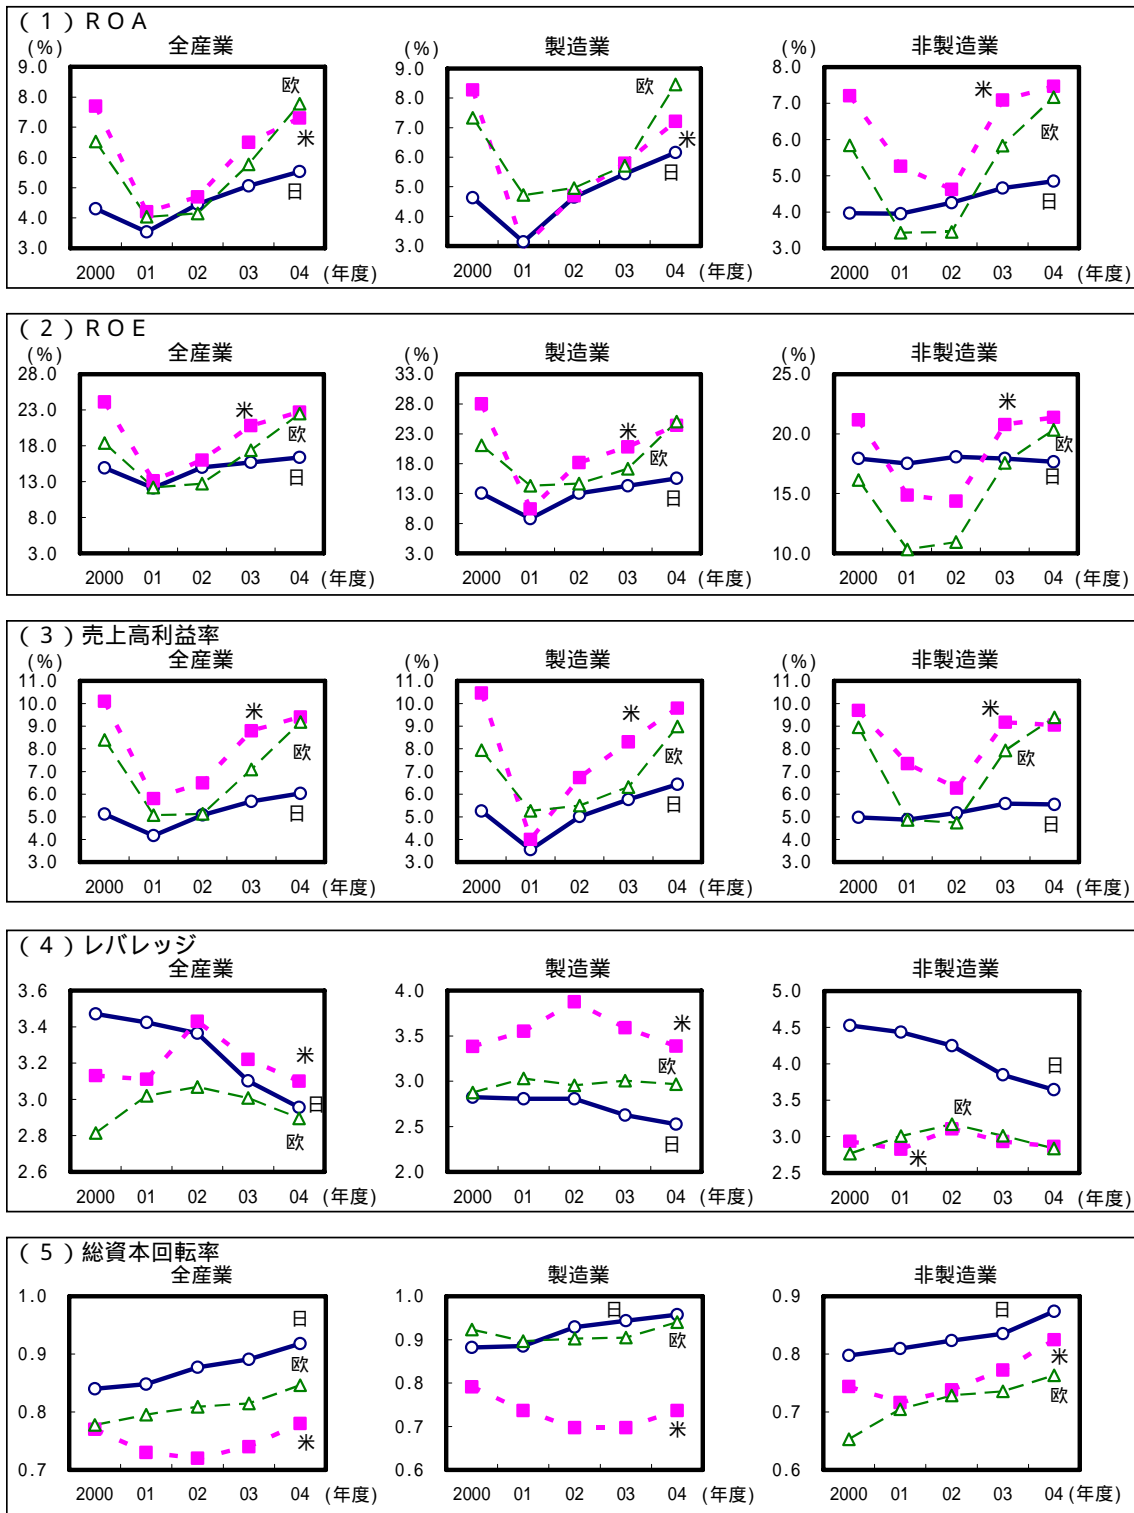 （１）ＲＯＡ
全産業 製造業 非製造業
(%) (%) (%)
9.0 9.0 8.0
8.0 8.0 7.0
7.0 7.0 6.0
6.0 6.0 5.0
5.0 5.0 4.0
4.0 4.0 3.0
3.0 3.0
欧 米 日 欧 米 日 米 欧 日
2000 01 02 03 04 (年度) 2000 01 02 03 04 (年度) 2000 01 02 03 04 (年度)
（２）ＲＯＥ
全産業 製造業 非製造業
(%) (%) (%)
28.0 33.0 25.0
23.0 28.0 20.0
18.0 23.0 15.0
13.0 18.0 10.0
8.0 13.0
3.0 8.0
3.0
米 欧 日 米 欧 日 米 欧 日
2000 01 02 03 04 (年度) 2000 01 02 03 04 (年度) 2000 01 02 03 04 (年度)
（３）売上高利益率
全産業 製造業 非製造業
(%) (%) (%)
11.0 11.0 11.0
10.0 10.0 10.0
9.0 9.0 9.0
8.0 8.0 8.0
7.0 7.0 7.0
6.0 6.0 6.0
5.0 5.0 5.0
4.0 4.0 4.0
3.0 3.0 3.0
米 欧 日 米 欧 日 米 欧 日
2000 01 02 03 04 (年度) 2000 01 02 03 04 (年度) 2000 01 02 03 04 (年度)
（４）レバレッジ
全産業 製造業 非製造業
3.6 4.0 5.0
3.4 3.5 4.5
3.2 3.0 4.0
3.0 2.5 3.5
2.8 2.0 3.0
2.6 2.5
米 日 欧 米 欧 日 日 欧 米
2000 01 02 03 04 (年度) 2000 01 02 03 04 (年度) 2000 01 02 03 04 (年度)
（５）総資本回転率
全産業 製造業 非製造業
1.0 1.0 0.9
0.9 0.9 0.8
0.8 0.8 0.7
0.7 0.7 0.6
0.6
日 欧 米 日 欧 米 日 米 欧
2000 01 02 03 04 (年度) 2000 01 02 03 04 (年度) 2000 01 02 03 04 (年度)